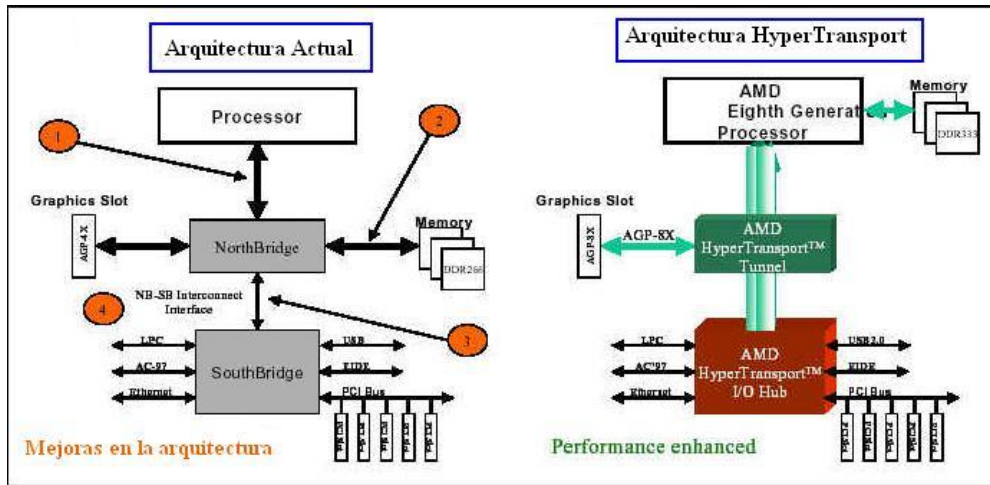 Arquitectura Actual
Processor
1
2
Graphics Slot
AGP-4X
NorthBridge
Memory
DDR266
4
NB-SB Interconnect
Interface
3
LPC
AC-97
Ethernet
SouthBridge
USB
EIDE
PCI Bus
Mejoras en la arquitectura
Arquitectura HyperTransport
AMD
Eighth Generat
Processor
Memory
DDR333
Graphics Slot
AGP-8X
AGP-8X
AMD
HyperTransport™
Tunnel
LPC
AC'97
Ethernet
AMD
HyperTransport™
I/O Hub
USB2.0
EIDE
PCI Bus
Performance enhanced